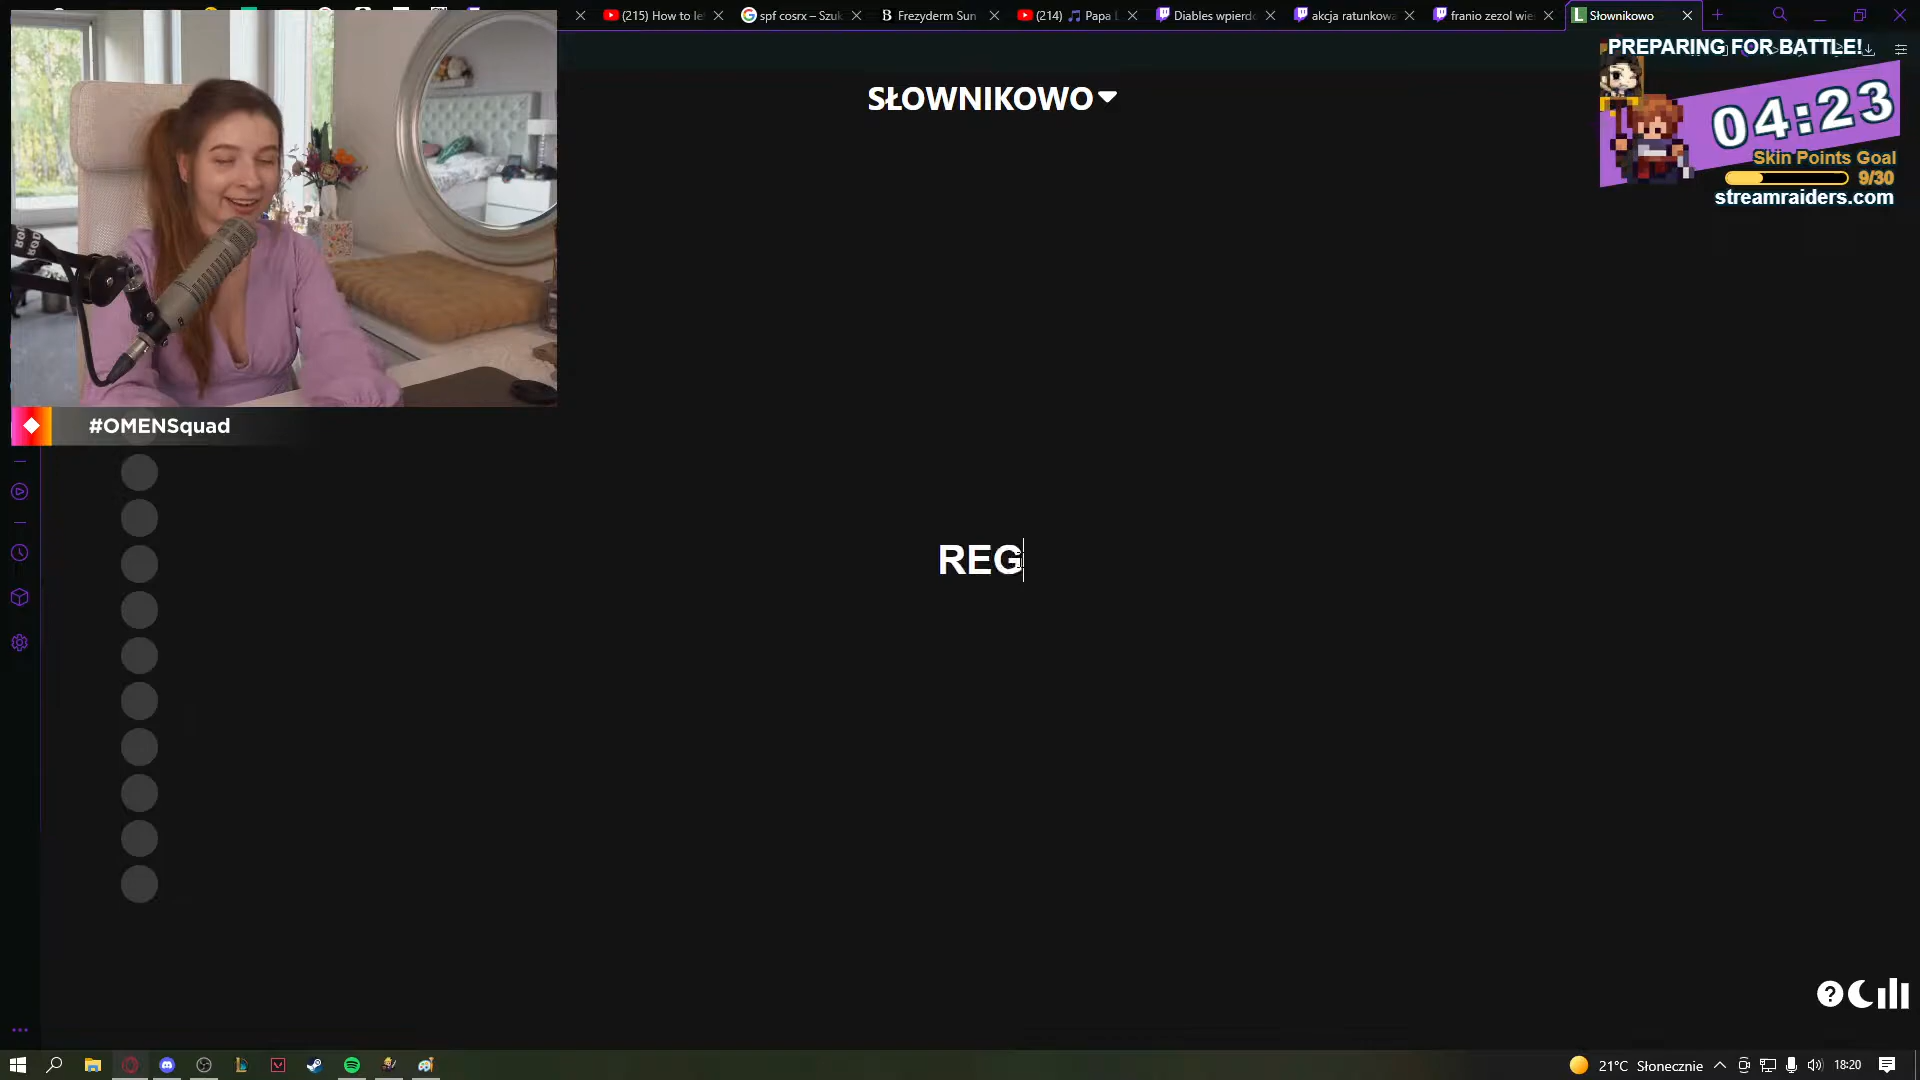 (215) How to le
spf cosrx – Szuk
Frezyderm Sun
(214) 🎵 Papa L
Diables wpierdo
akcja ratunkowa
franio zezol wie
Słownikowo
PREPARING FOR BATTLE!
SŁOWNIKOWO
04:23
Skin Points Goal
9/30
streamraiders.com
#OMENSquad
REG
21°C Słonecznie
18:20